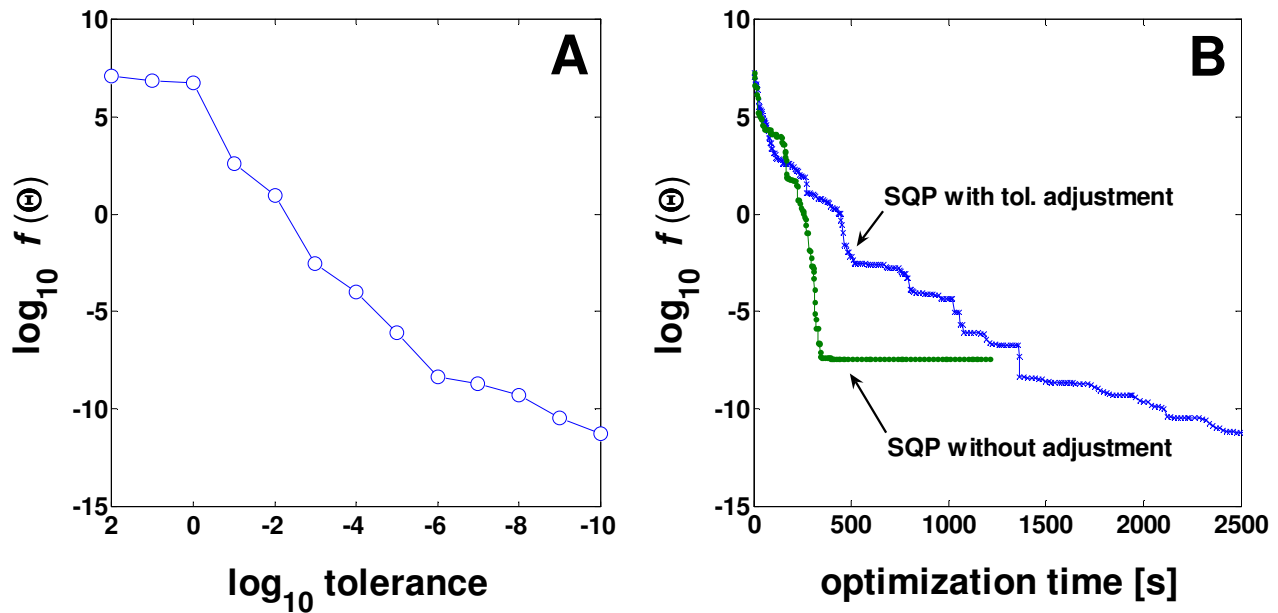 A
10
5
0
-5
-10
-15
log10 f (Θ)
2 0 -2 -4 -6 -8 -10
log10 tolerance
B
10
5
0
-5
-10
-15
log10 f (Θ)
SQP with tol. adjustment
SQP without adjustment
0 500 1000 1500 2000 2500
optimization time [s]